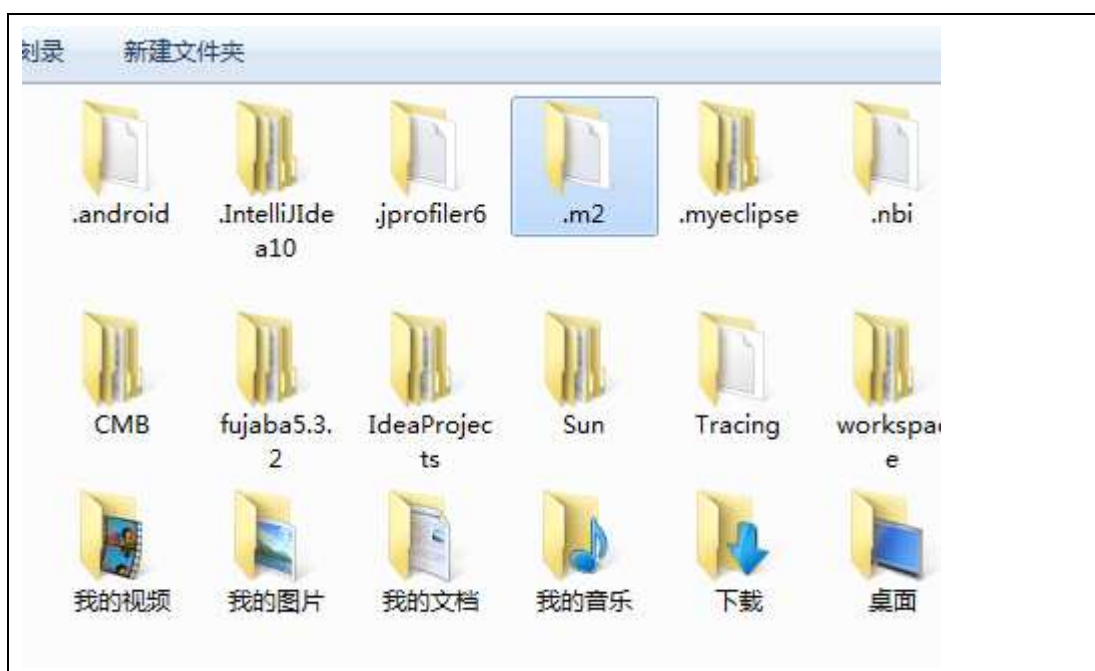 刻录 新建文件夹
.android .IntelliJIde .jprofiler6 .m2 .myeclipse .nbi
a10
CMB fujaba5.3. IdeaProjec Sun Tracing workspac
2 ts e
我的视频 我的图片 我的文档 我的音乐 下载 桌面